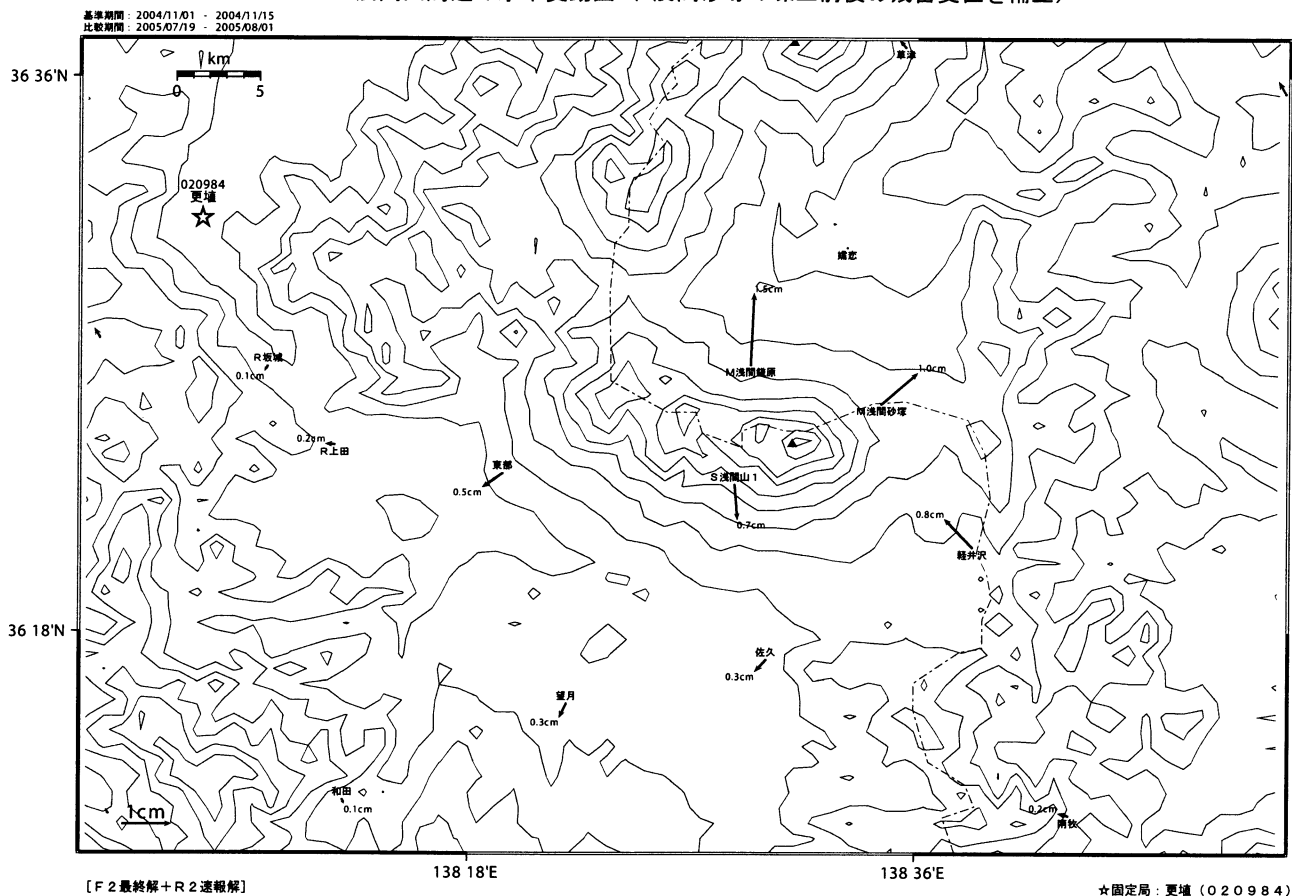 基準期間：2004/11/01 - 2004/11/15
比較期間：2005/07/19 - 2005/08/01
36 36'N
km
0 5
草津
020984
更埴
☆
嬬恋
1.5cm
R坂城
0.1cm
M浅間鎌原
1.0cm
M浅間砂塚
0.2cm
R上田
東部
0.5cm
S浅間山1
0.7cm
0.8cm
軽井沢
36 18'N
佐久
0.3cm
望月
0.3cm
和田
0.1cm
1cm
0.2cm
南牧
138 18'E
138 36'E
[F2最終解+R2速報解]
☆固定局：更埴（020984）